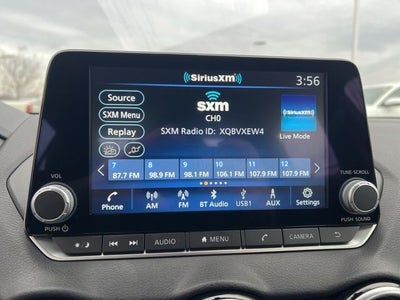 SiriusXM
3:56
Source
sxm
SXM Menu
CH0
SiriusXM
Replay
SXM Radio ID: XQBVXEW4
Live Mode
7 8 9 10 11 12
87.7 FM 98.9 FM 98.1 FM 106.1 FM 107.9 FM 107.9 FM
Phone AM FM BT Audio USB1 AUX Settings
VOL
TUNE·SCROLL
PUSH
PUSH SOUND
AUDIO MENU CAMERA